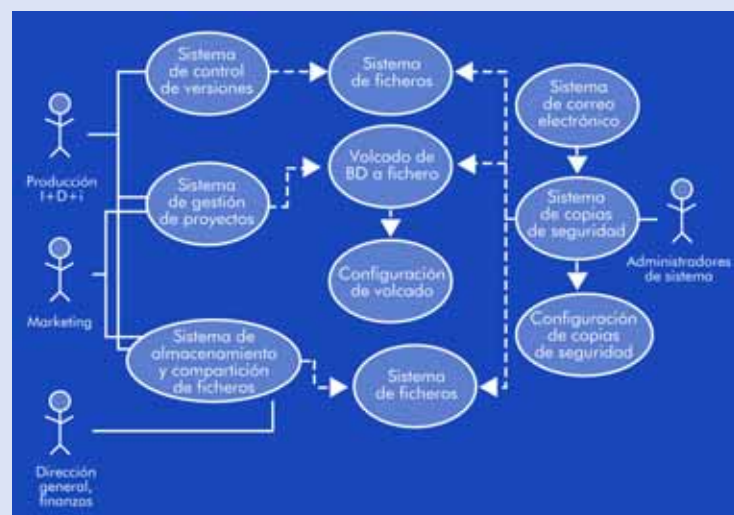 Sistema
de control
de versiones
Sistema
de ficheros
Sistema
de correo
electrónico
Producción
I+D+i
Sistema
de gestión
de proyectos
Volcado de
BD a fichero
Sistema
de copias
de seguridad
Administradores
de sistema
Marketing
Configuración
de volcado
Configuración
de copias
de seguridad
Sistema de
almacenamiento
y compartición
de ficheros
Sistema
de ficheros
Dirección
general,
finanzas